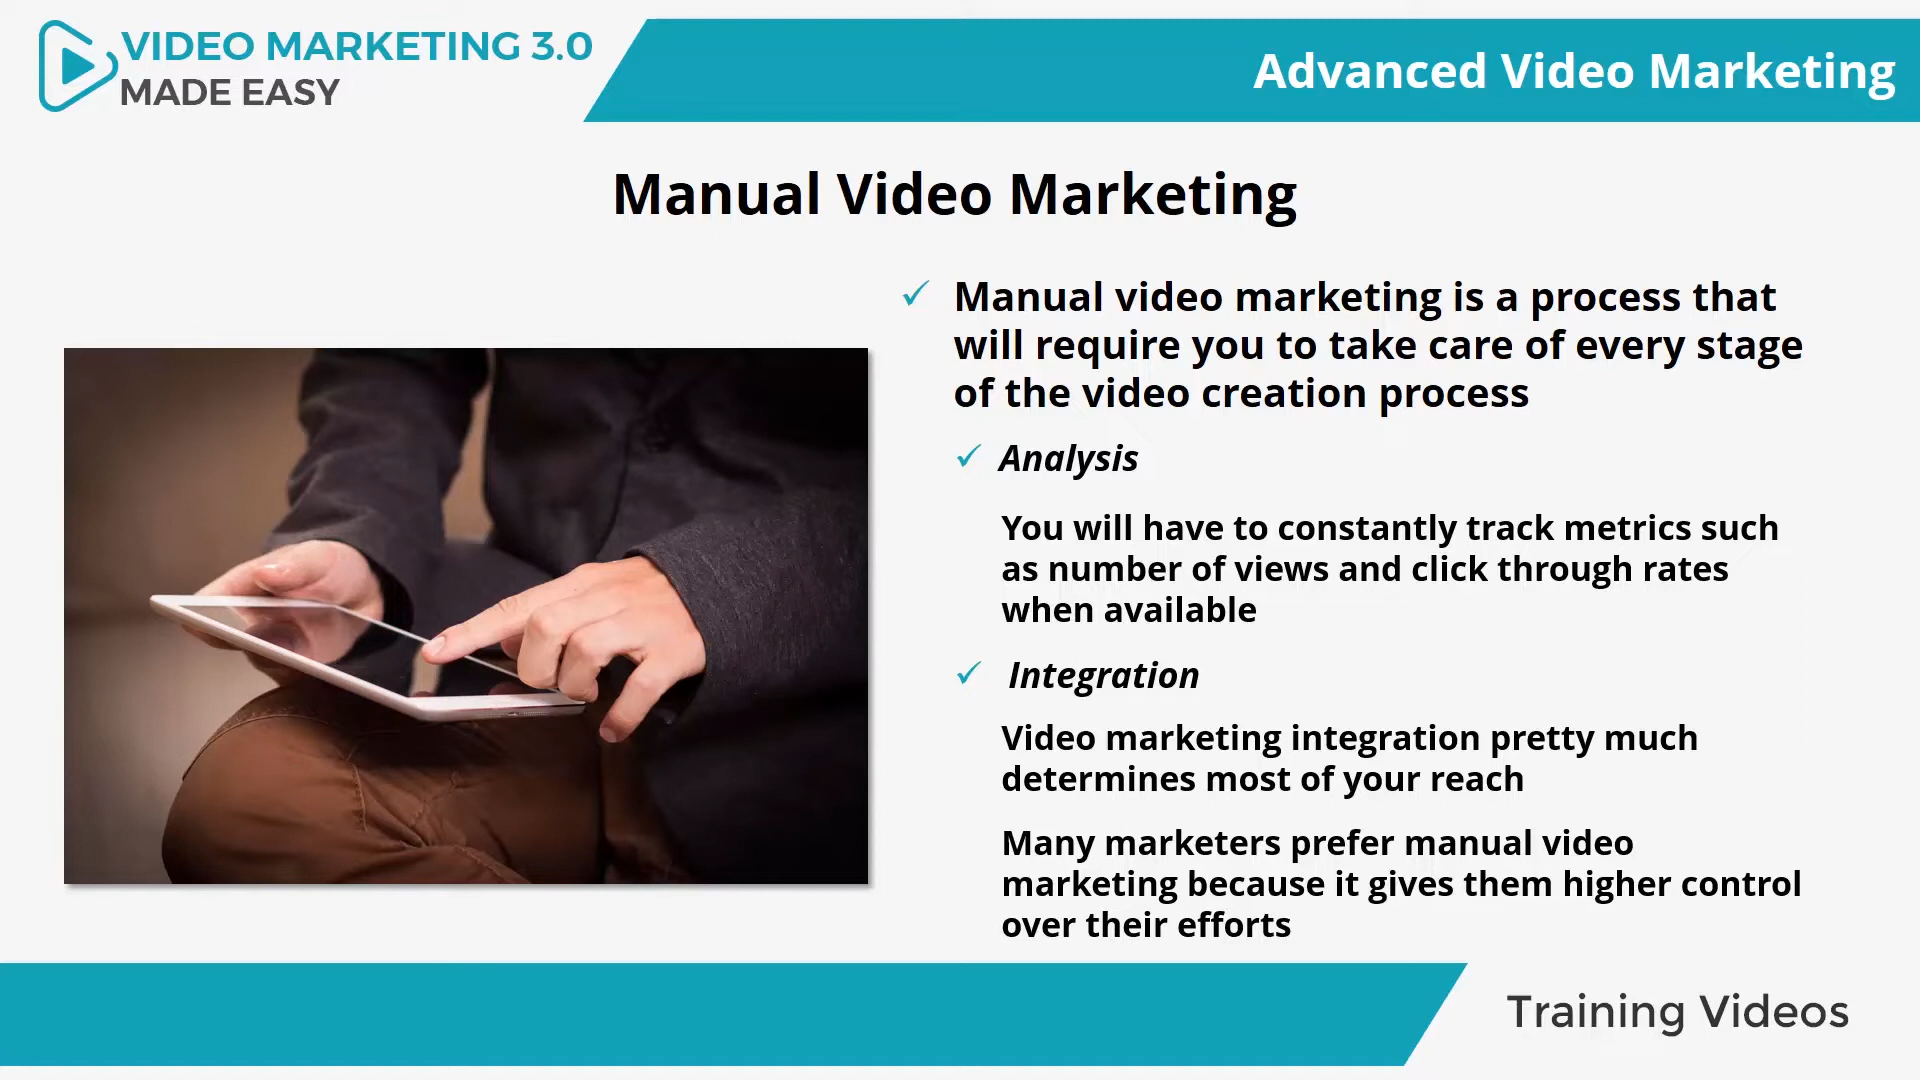 VIDEO MARKETING 3.0
MADE EASY
Advanced Video Marketing
Manual Video Marketing
Manual video marketing is a process that
will require you to take care of every stage
of the video creation process
Analysis
You will have to constantly track metrics such
as number of views and click through rates
when available
Integration
Video marketing integration pretty much
determines most of your reach
Many marketers prefer manual video
marketing because it gives them higher control
over their efforts
Training Videos